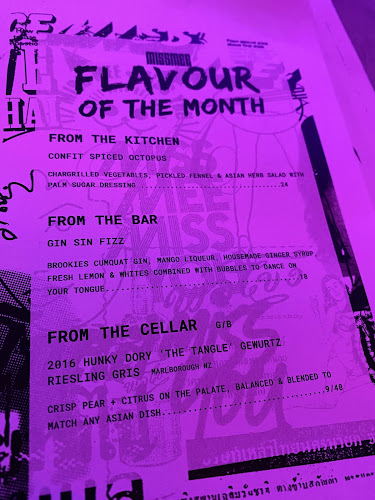 MISSMEE
FLAVOUR
OF THE MONTH
FROM THE KITCHEN
CONFIT SPICED OCTOPUS
CHARGRILLED VEGETABLES, PICKLED FENNEL & ASIAN HERB SALAD WITH
PALM SUGAR DRESSING ..................................14
FROM THE BAR
GIN SIN FIZZ
BROOKIES CUMQUAT GIN, MANGO LIQUEUR, HOUSEMADE GINGER SYRUP,
FRESH LEMON & WHITES COMBINED WITH BUBBLES TO DANCE ON
YOUR TONGUE...............................................18
FROM THE CELLAR G/B
2016 HUNKY DORY 'THE TANGLE' GEWURTZ
RIESLING GRIS MARLBOROUGH NZ
CRISP PEAR + CITRUS ON THE PALATE, BALANCED & BLENDED TO
MATCH ANY ASIAN DISH.....................................9/48